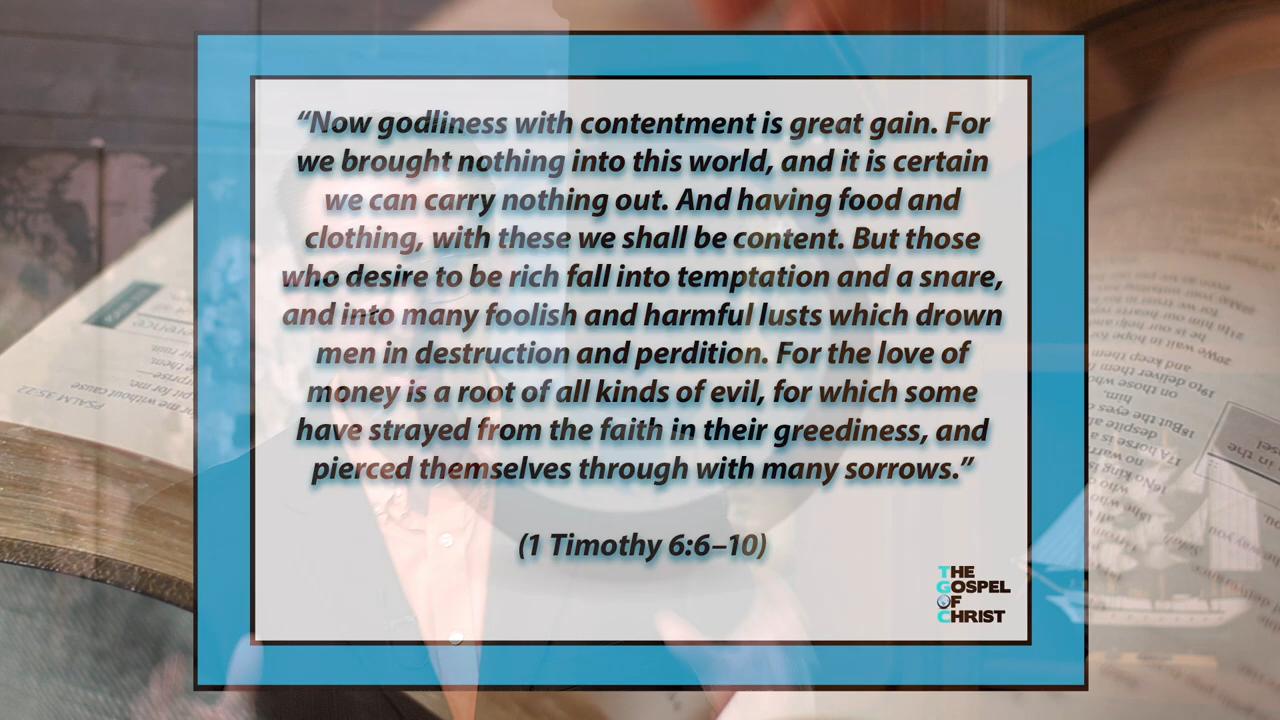 “Now godliness with contentment is great gain. For
we brought nothing into this world, and it is certain
we can carry nothing out. And having food and
clothing, with these we shall be content. But those
who desire to be rich fall into temptation and a snare,
and into many foolish and harmful lusts which drown
men in destruction and perdition. For the love of
money is a root of all kinds of evil, for which some
have strayed from the faith in their greediness, and
pierced themselves through with many sorrows.”
(1 Timothy 6:6–10)
THE
GOSPEL
OF
CHRIST
PSALM 35:22